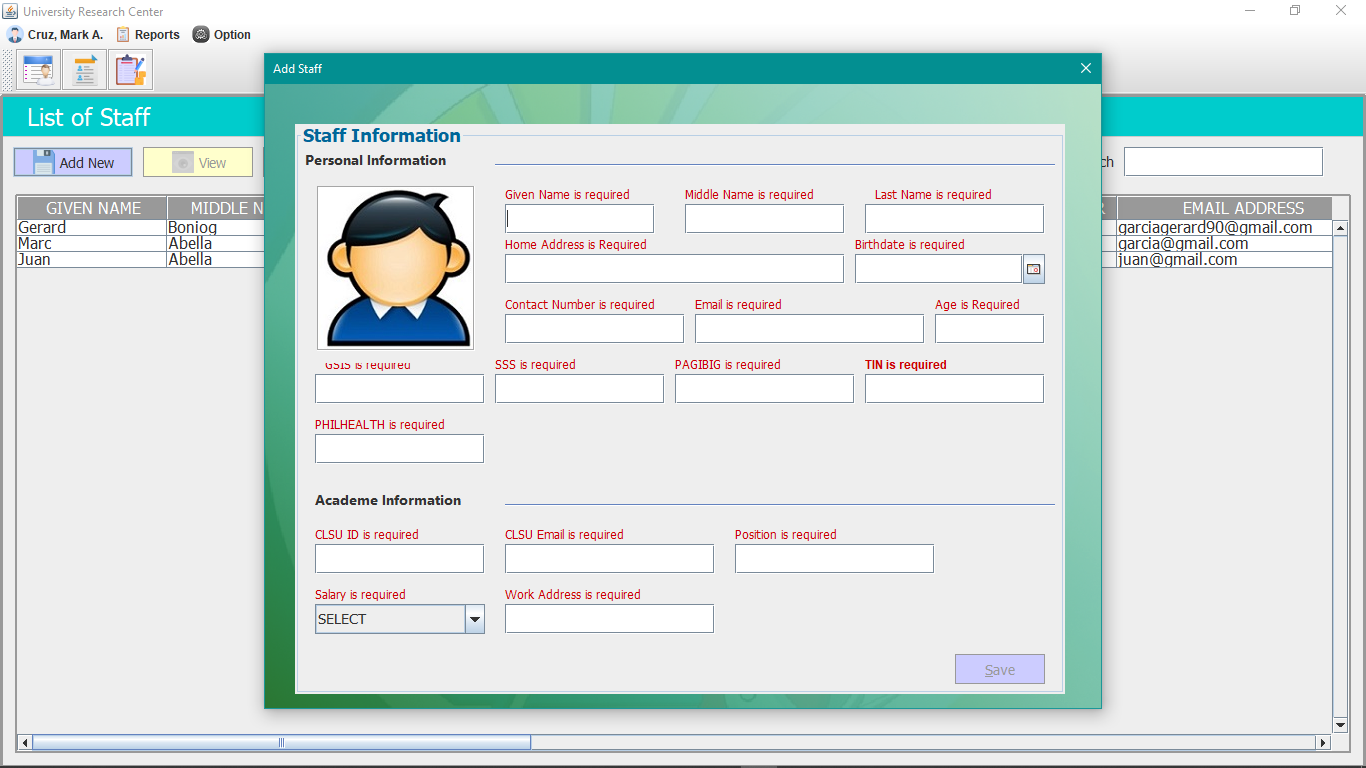 University Research Center
Cruz, Mark A. Reports Option
Add Staff
List of Staff
Add New View ch
GIVEN NAME MIDDLE N R EMAIL ADDRESS
Gerard Boniog garciagerard90@gmail.com
Marc Abella garcia@gmail.com
Juan Abella juan@gmail.com
Staff Information
Personal Information
Given Name is required Middle Name is required Last Name is required
Home Address is Required Birthdate is required
Contact Number is required Email is required Age is Required
GSIS is required SSS is required PAGIBIG is required TIN is required
PHILHEALTH is required
Academe Information
CLSU ID is required CLSU Email is required Position is required
Salary is required Work Address is required
SELECT
Save